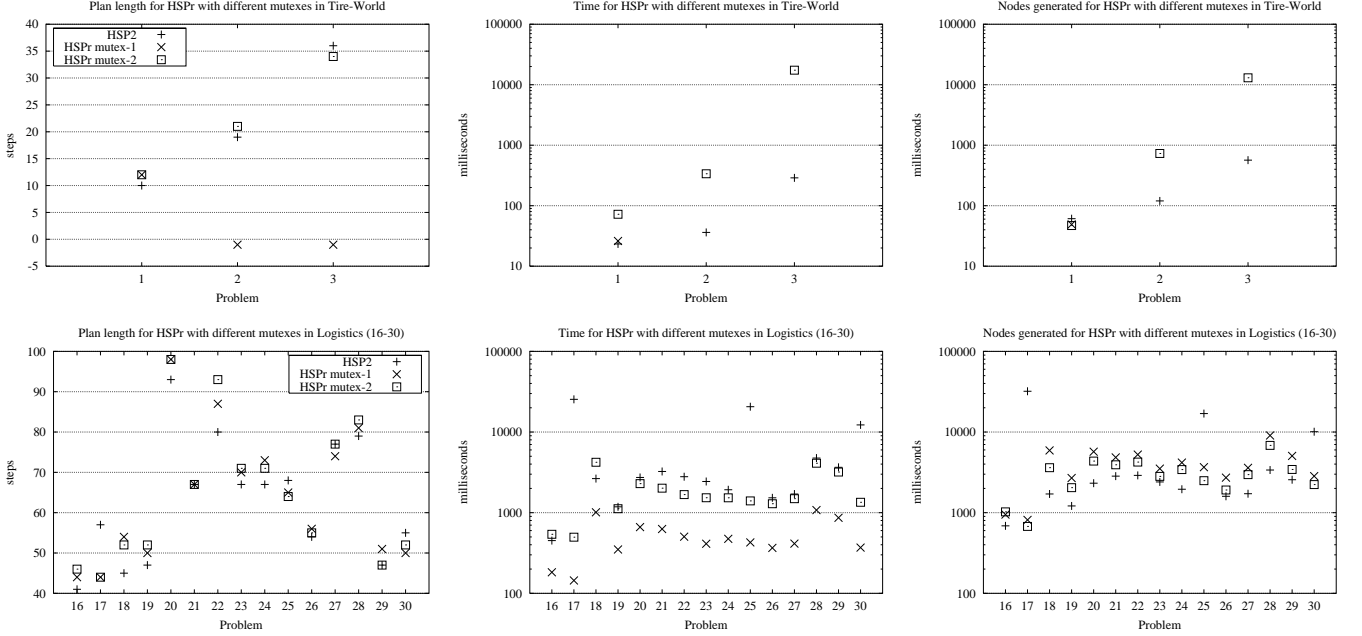 Plan length for HSPr with different mutexes in Tire-World
40
35
30
25
20
15
10
5
0
-5
steps
HSP2
HSPr mutex-1
HSPr mutex-2
1 2 3
Problem
Time for HSPr with different mutexes in Tire-World
100000
10000
1000
100
10
milliseconds
1 2 3
Problem
Nodes generated for HSPr with different mutexes in Tire-World
100000
10000
1000
100
10
milliseconds
1 2 3
Problem
Plan length for HSPr with different mutexes in Logistics (16-30)
100
90
80
70
60
50
40
steps
HSP2
HSPr mutex-1
HSPr mutex-2
16 17 18 19 20 21 22 23 24 25 26 27 28 29 30
Problem
Time for HSPr with different mutexes in Logistics (16-30)
100000
10000
1000
100
milliseconds
16 17 18 19 20 21 22 23 24 25 26 27 28 29 30
Problem
Nodes generated for HSPr with different mutexes in Logistics (16-30)
100000
10000
1000
100
milliseconds
16 17 18 19 20 21 22 23 24 25 26 27 28 29 30
Problem